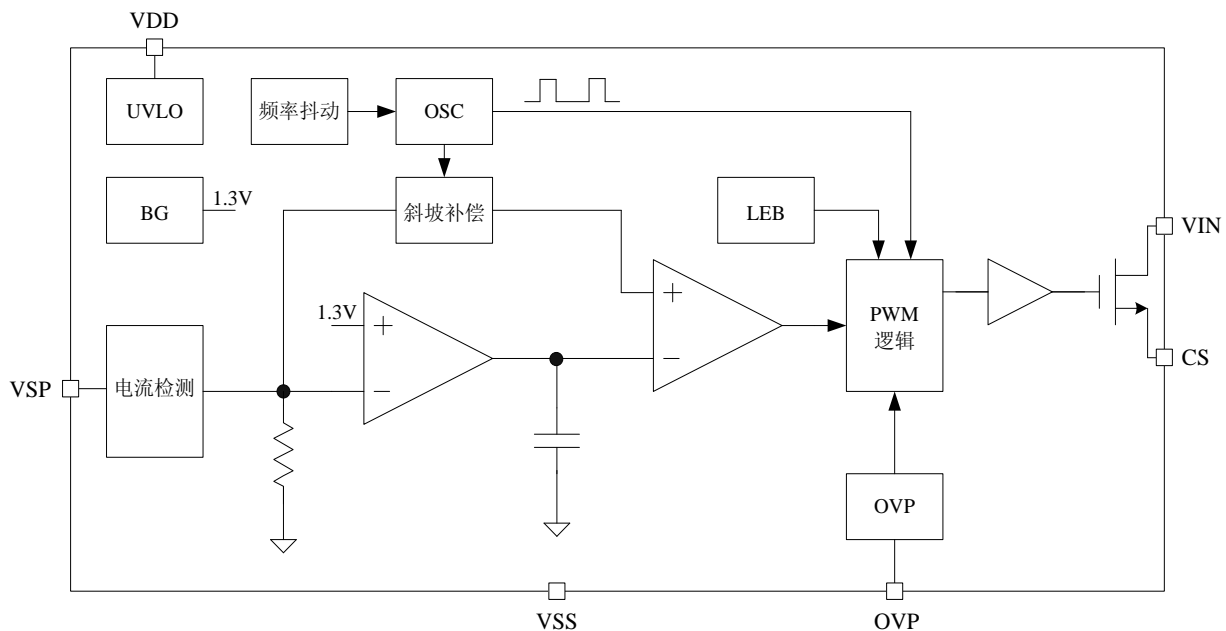 VDD
UVLO
频率抖动
OSC
BG
1.3V
斜坡补偿
LEB
VIN
1.3V
+
+
PWM
逻辑
VSP
电流检测
−
−
CS
OVP
VSS
OVP